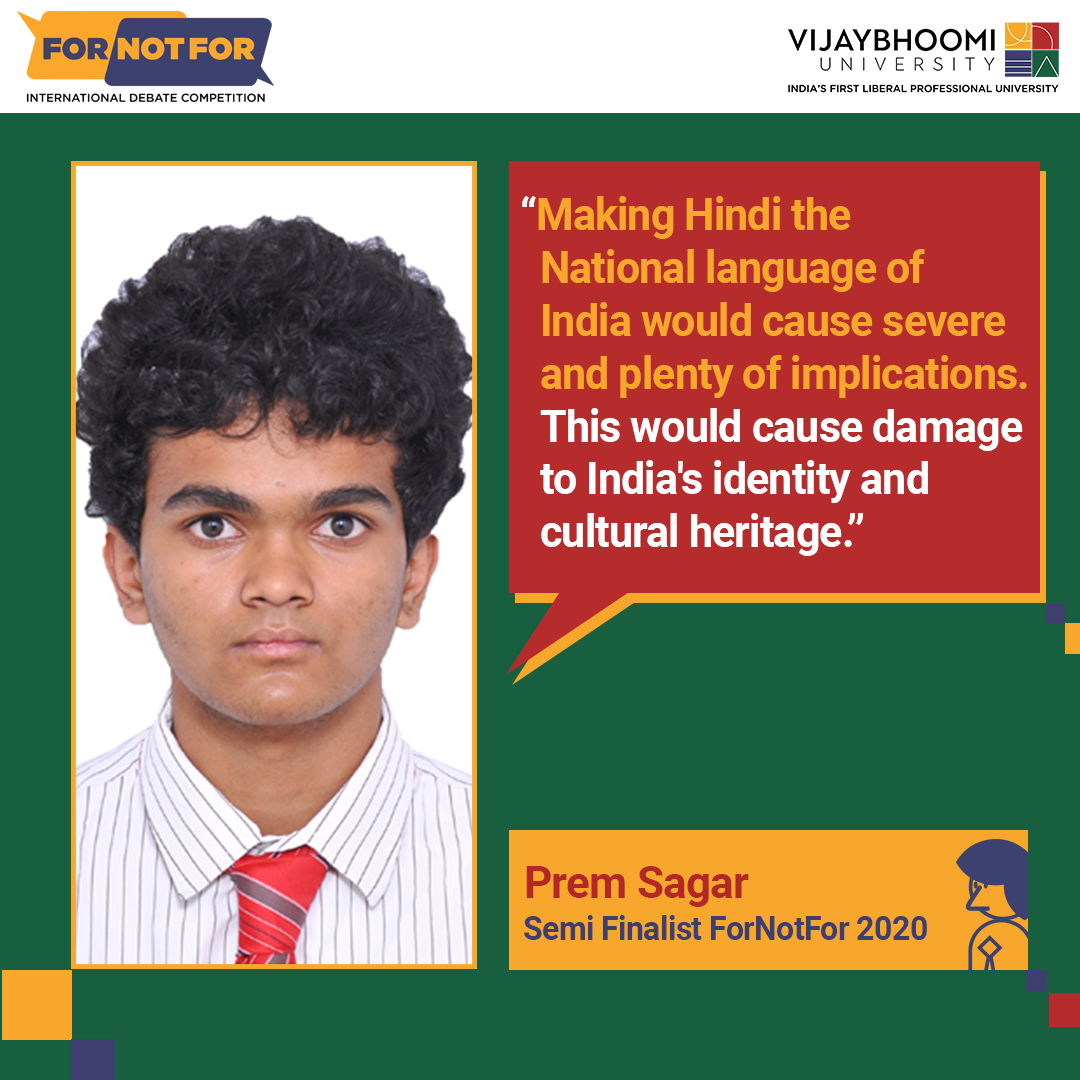 FOR NOT FOR
INTERNATIONAL DEBATE COMPETITION
VIJAYBHOOMI
UNIVERSITY
INDIA'S FIRST LIBERAL PROFESSIONAL UNIVERSITY
“Making Hindi the
National language of
India would cause severe
and plenty of implications.
This would cause damage
to India's identity and
cultural heritage.”
Prem Sagar
Semi Finalist ForNotFor 2020